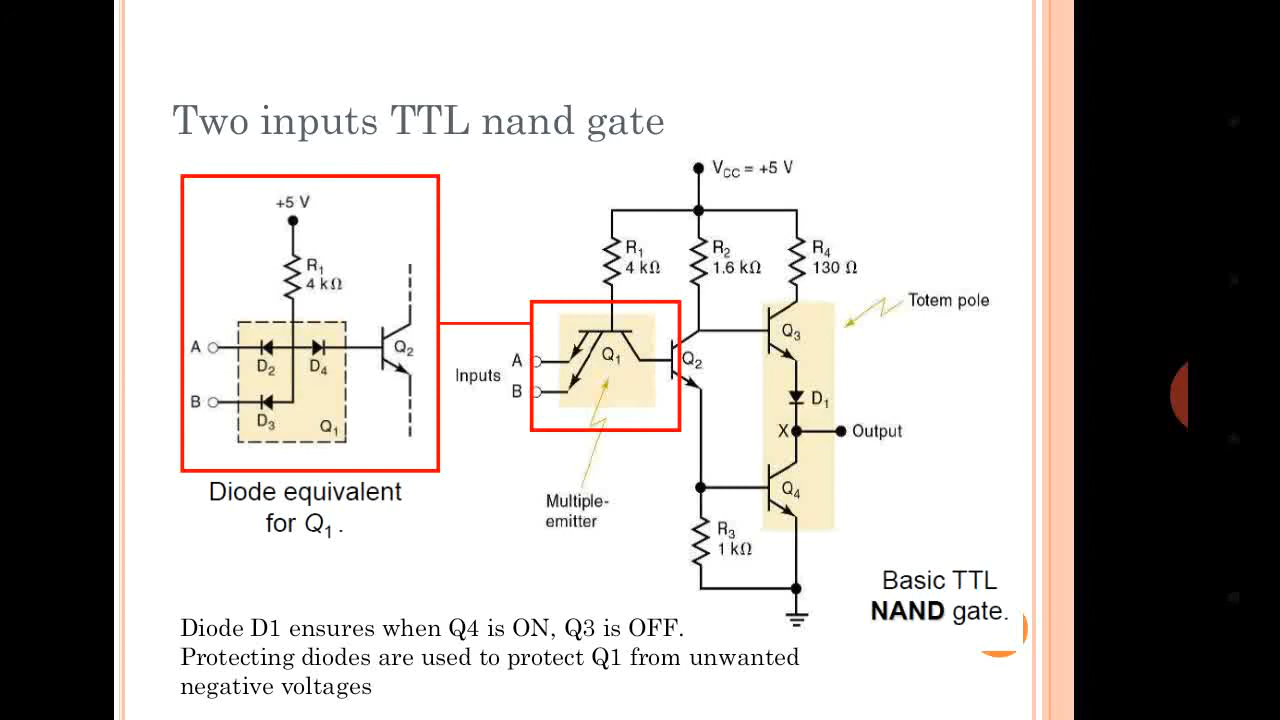 Two inputs TTL nand gate
+5 V
R1
4 kΩ
A
D2
D4
Q2
B
D3
Q1
Diode equivalent
for Q1.
VCC = +5 V
R1
4 kΩ
R2
1.6 kΩ
R4
130 Ω
Totem pole
Q3
A
Q1
Q2
Inputs
B
D1
X
Output
Multiple-
emitter
Q4
R3
1 kΩ
Basic TTL
NAND gate.
Diode D1 ensures when Q4 is ON, Q3 is OFF.
Protecting diodes are used to protect Q1 from unwanted
negative voltages